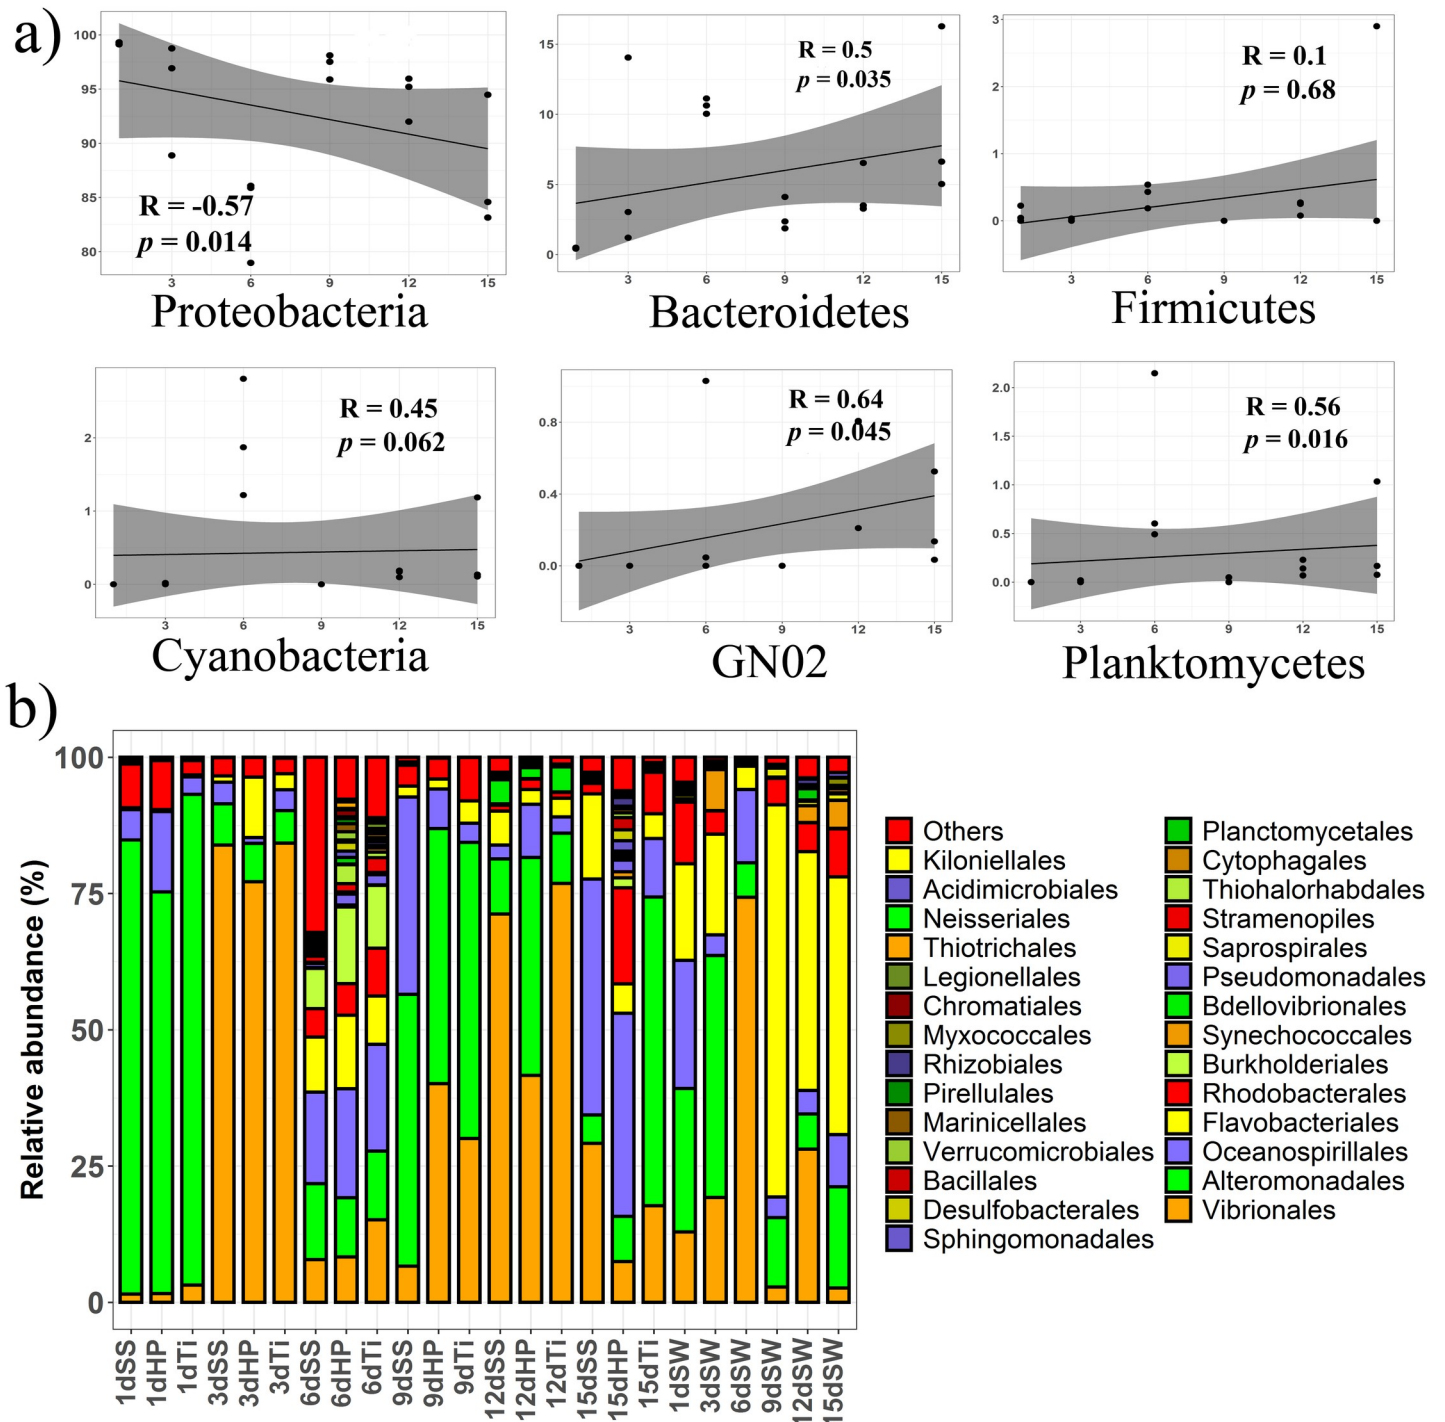 a)
100
95
90
85
80
R = -0.57
p = 0.014
3 6 9 12 15
Proteobacteria
15
10
5
0
R = 0.5
p = 0.035
3 6 9 12 15
Bacteroidetes
3
2
1
0
R = 0.1
p = 0.68
3 6 9 12 15
Firmicutes
2
1
0
R = 0.45
p = 0.062
3 6 9 12 15
Cyanobacteria
0.8
0.4
0.0
R = 0.64
p = 0.045
3 6 9 12 15
GN02
2.0
1.5
1.0
0.5
0.0
R = 0.56
p = 0.016
3 6 9 12 15
Planktomycetes
b)
Relative abundance (%)
100
75
50
25
0
1dSS
1dHP
1dTi
3dSS
3dHP
3dTi
6dSS
6dHP
6dTi
9dSS
9dHP
9dTi
12dSS
12dHP
12dTi
15dSS
15dHP
15dTi
1dSW
3dSW
6dSW
9dSW
12dSW
15dSW
Others
Kiloniellales
Acidimicrobiales
Neisseriales
Thiotrichales
Legionellales
Chromatiales
Myxococcales
Rhizobiales
Pirellulales
Marinicellales
Verrucomicrobiales
Bacillales
Desulfobacterales
Sphingomonadales
Planctomycetales
Cytophagales
Thiohalorhabdales
Stramenopiles
Saprospirales
Pseudomonadales
Bdellovibrionales
Synechococcales
Burkholderiales
Rhodobacterales
Flavobacteriales
Oceanospirillales
Alteromonadales
Vibrionales